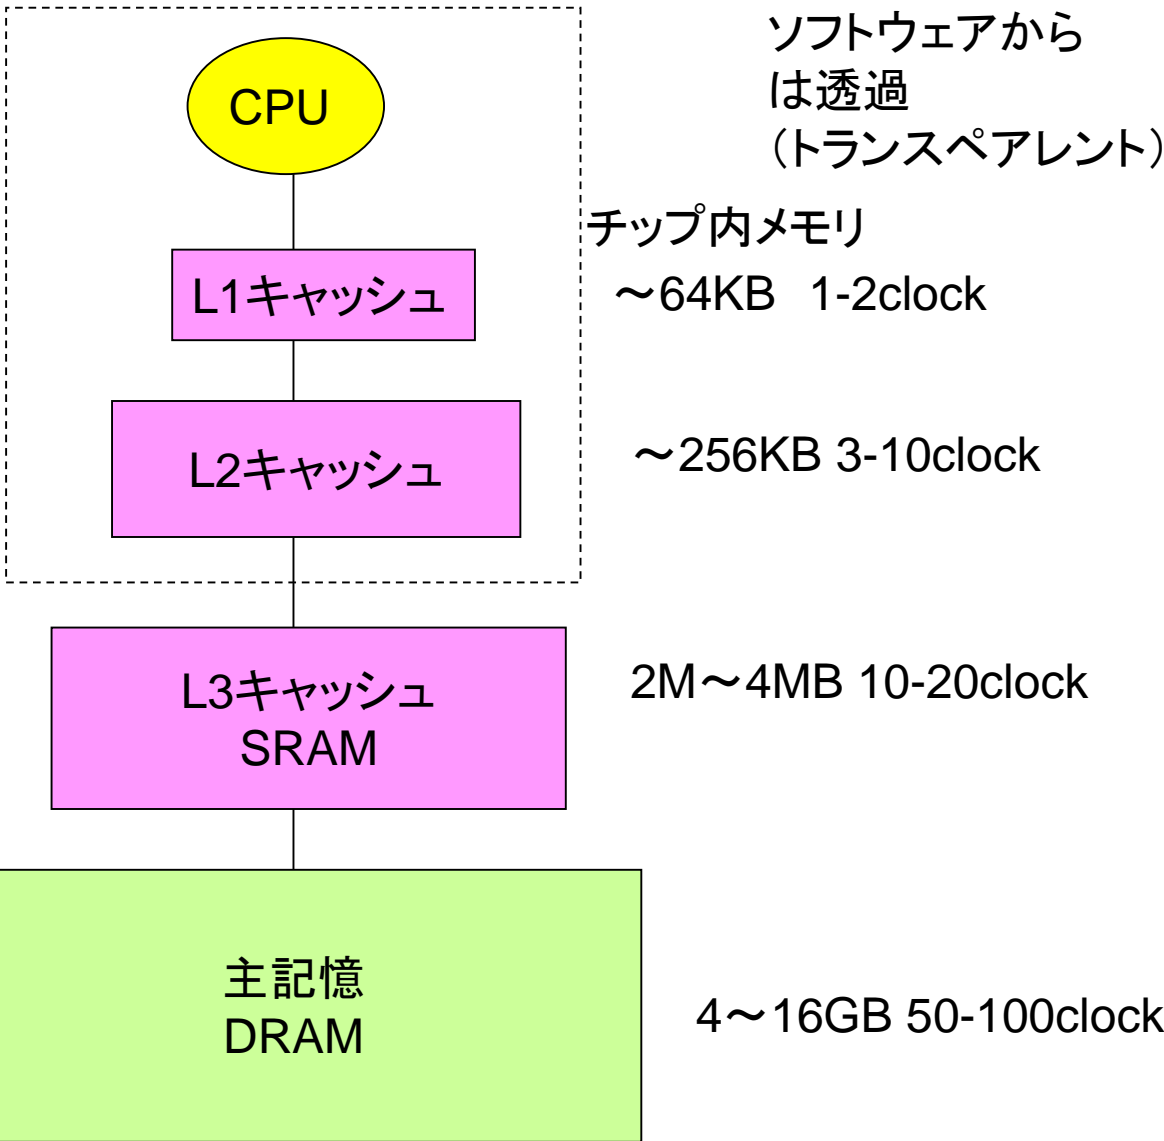 ソフトウェアから
は透過
（トランスペアレント）
CPU
チップ内メモリ
L1キャッシュ
～64KB 1-2clock
L2キャッシュ
～256KB 3-10clock
L3キャッシュ
SRAM
2M～4MB 10-20clock
主記憶
DRAM
4～16GB 50-100clock